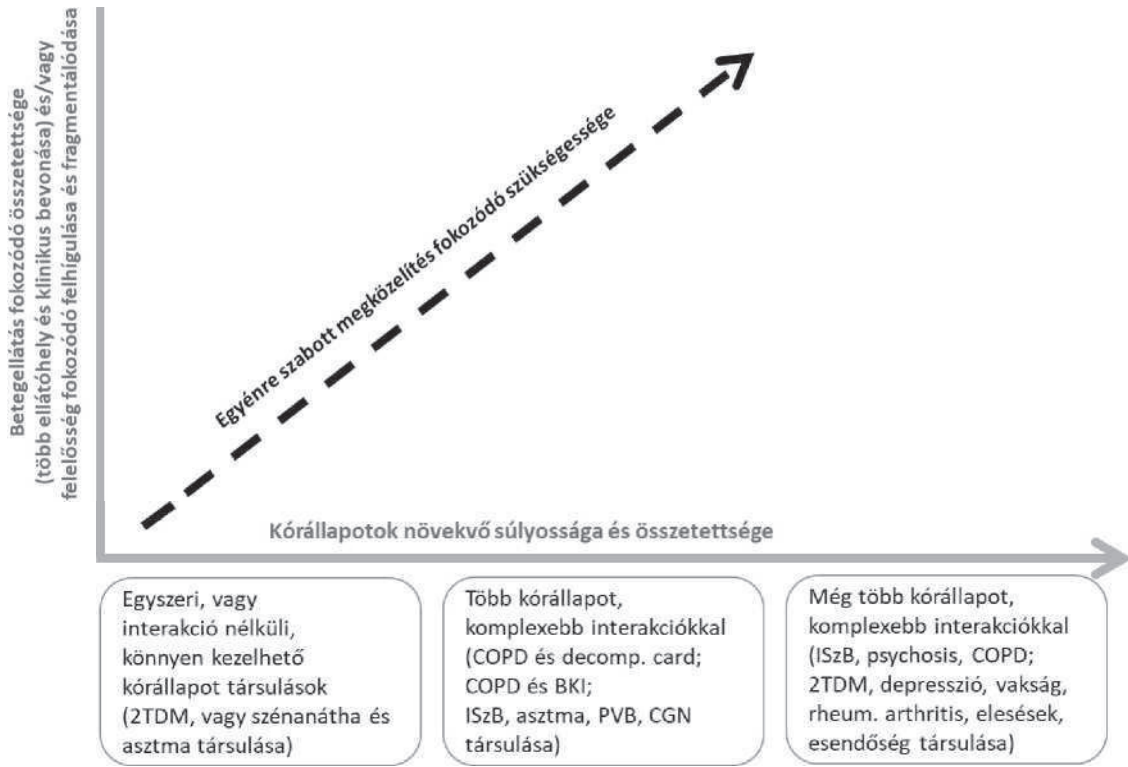 Betegellátás fokozódó összetettsége
(több ellátóhely és klinikus bevonása) és/vagy
felelősség fokozódó felhígulása és fragmentálódása
Egyénre szabott megközelítés fokozódó szükségessége
Kórállapotok növekvő súlyossága és összetettsége
Egyszeri, vagy
interakció nélküli,
könnyen kezelhető
kórállapot társulások
(2TDM, vagy szénanátha és
asztma társulása)
Több kórállapot,
komplexebb interakciókkal
(COPD és decomp. card;
COPD és BKI;
ISzB, asztma, PVB, CGN
társulása)
Még több kórállapot,
komplexebb interakciókkal
(ISzB, psychosis, COPD;
2TDM, depresszió, vakság,
rheum. arthritis, elesések,
esendőség társulása)